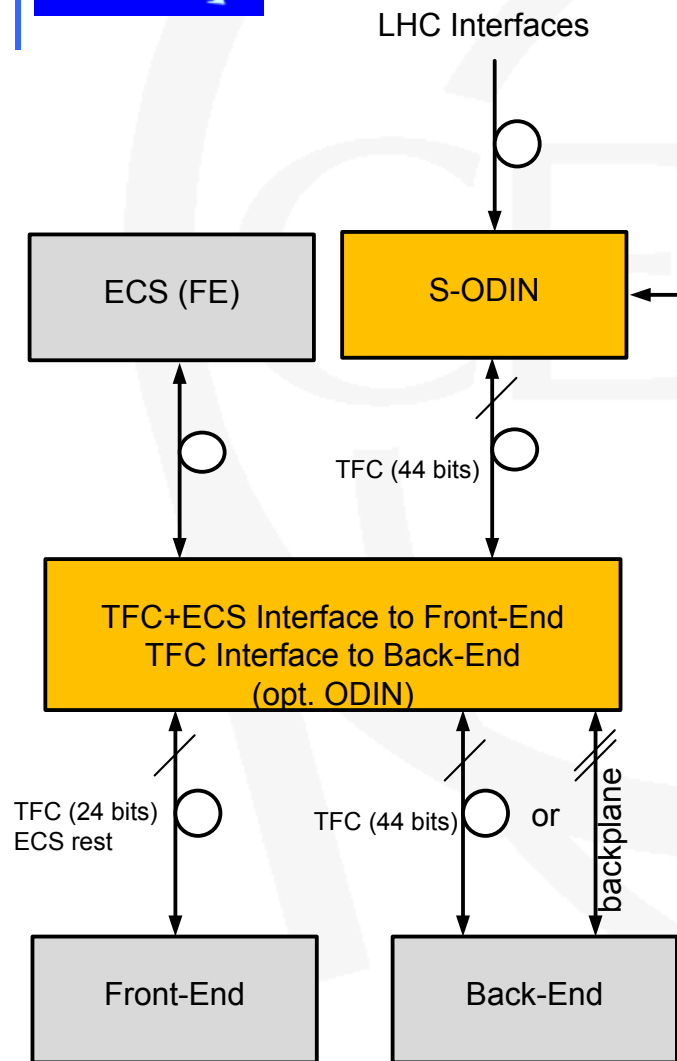 LHC Interfaces
ECS (FE)
S-ODIN
TFC (44 bits)
TFC+ECS Interface to Front-End
TFC Interface to Back-End
(opt. ODIN)
TFC (24 bits)
ECS rest
TFC (44 bits)
or
backplane
Front-End
Back-End